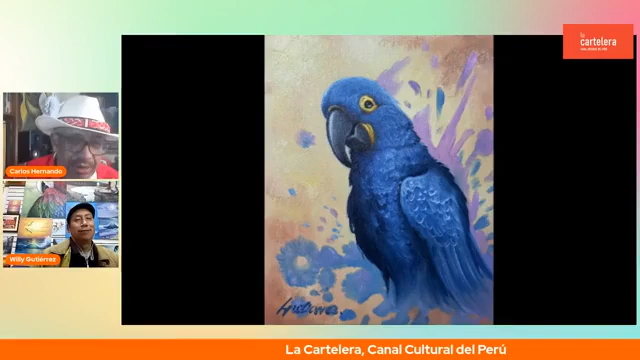 la
cartelera
Carlos Hernando
Willy Gutiérrez
La Cartelera, Canal Cultural del Perú